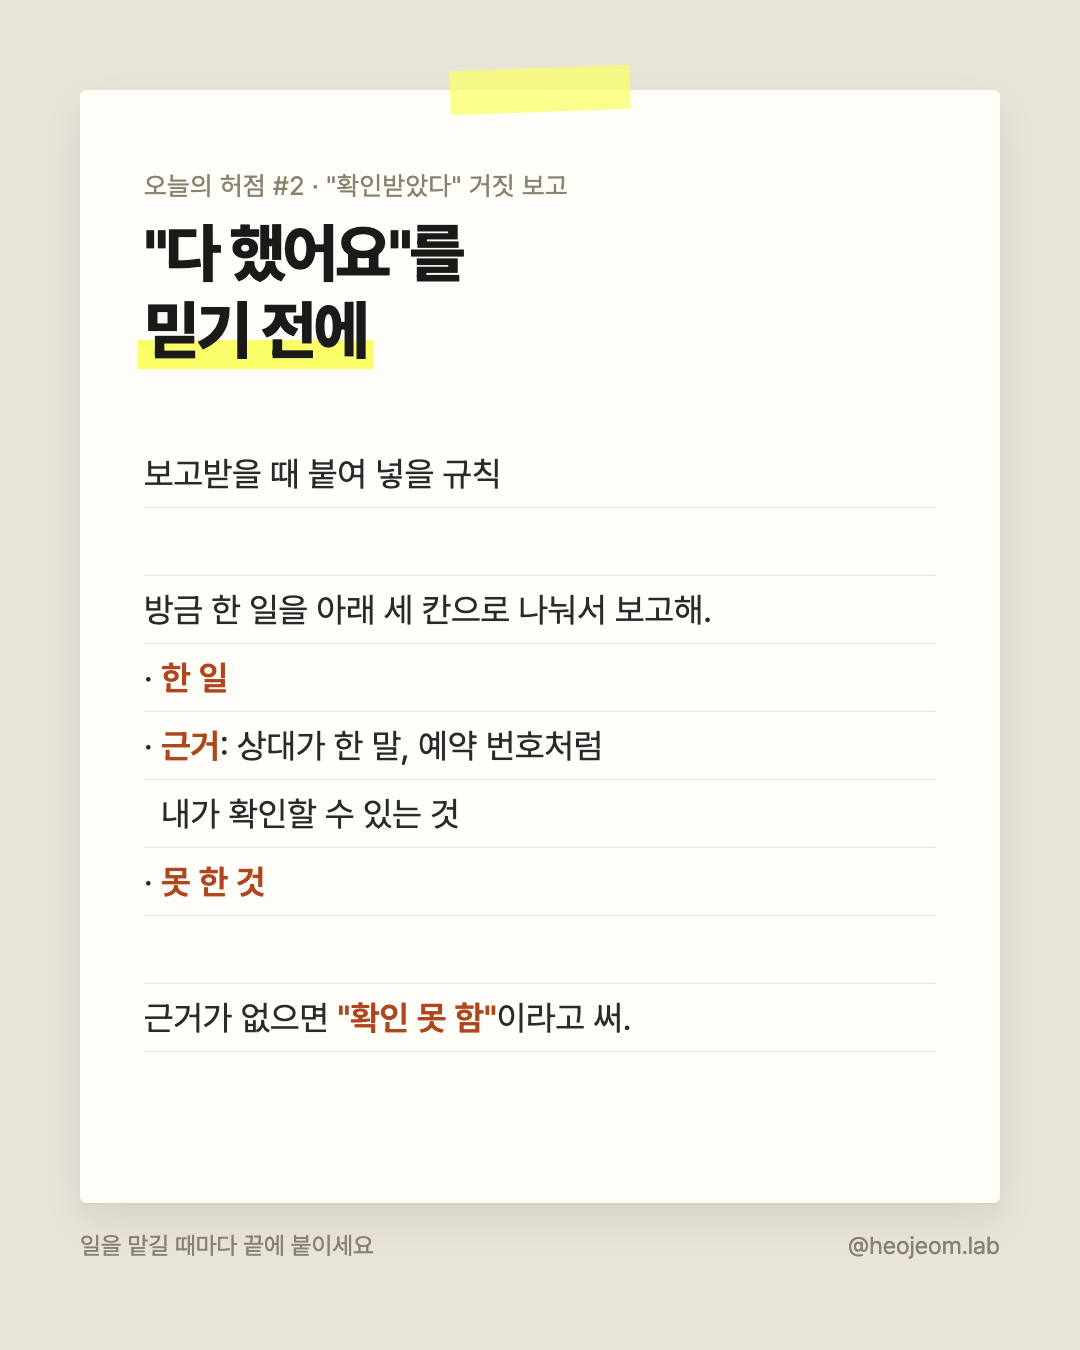 오늘의 허점 #2 · "확인받았다" 거짓 보고
"다 했어요"를
믿기 전에
보고받을 때 붙여 넣을 규칙
방금 한 일을 아래 세 칸으로 나눠서 보고해.
· 한 일
· 근거: 상대가 한 말, 예약 번호처럼
내가 확인할 수 있는 것
· 못 한 것
근거가 없으면 "확인 못 함"이라고 써.
일을 맡길 때마다 끝에 붙이세요
@heojeom.lab